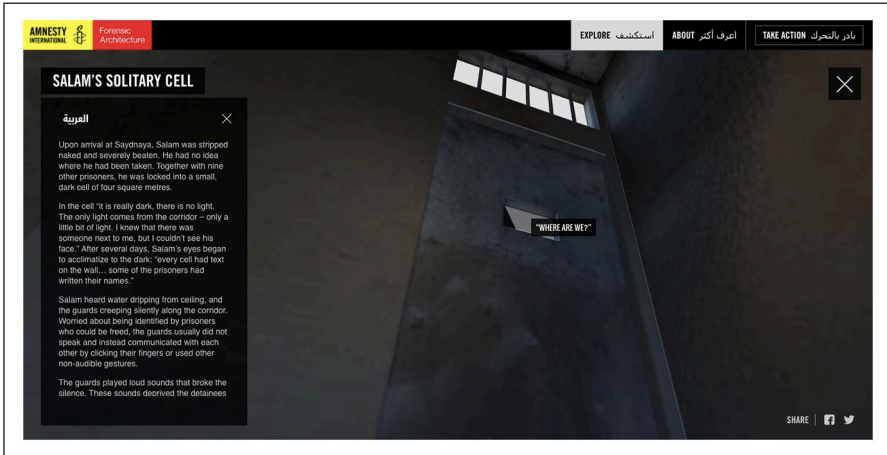 AMNESTY
INTERNATIONAL
Forensic
Architecture
EXPLORE استكشف
ABOUT اعرف أكثر
TAKE ACTION بادر بالتحرك
SALAM'S SOLITARY CELL
العربية
Upon arrival at Saydnaya, Salam was stripped
naked and severely beaten. He had no idea
where he had been taken. Together with nine
other prisoners, he was locked into a small,
dark cell of four square metres.
In the cell “it is really dark, there is no light.
The only light comes from the corridor – only a
little bit of light. I knew that there was
someone next to me, but I couldn’t see his
face.” After several days, Salam’s eyes began
to acclimatize to the dark: “every cell had text
on the wall… some of the prisoners had
written their names.”
Salam heard water dripping from ceiling, and
the guards creeping silently along the corridor.
Worried about being identified by prisoners
who could be freed, the guards usually did not
speak and instead communicated with each
other by clicking their fingers or used other
non-audible gestures.
The guards played loud sounds that broke the
silence. These sounds deprived the detainees
"WHERE ARE WE?"
SHARE